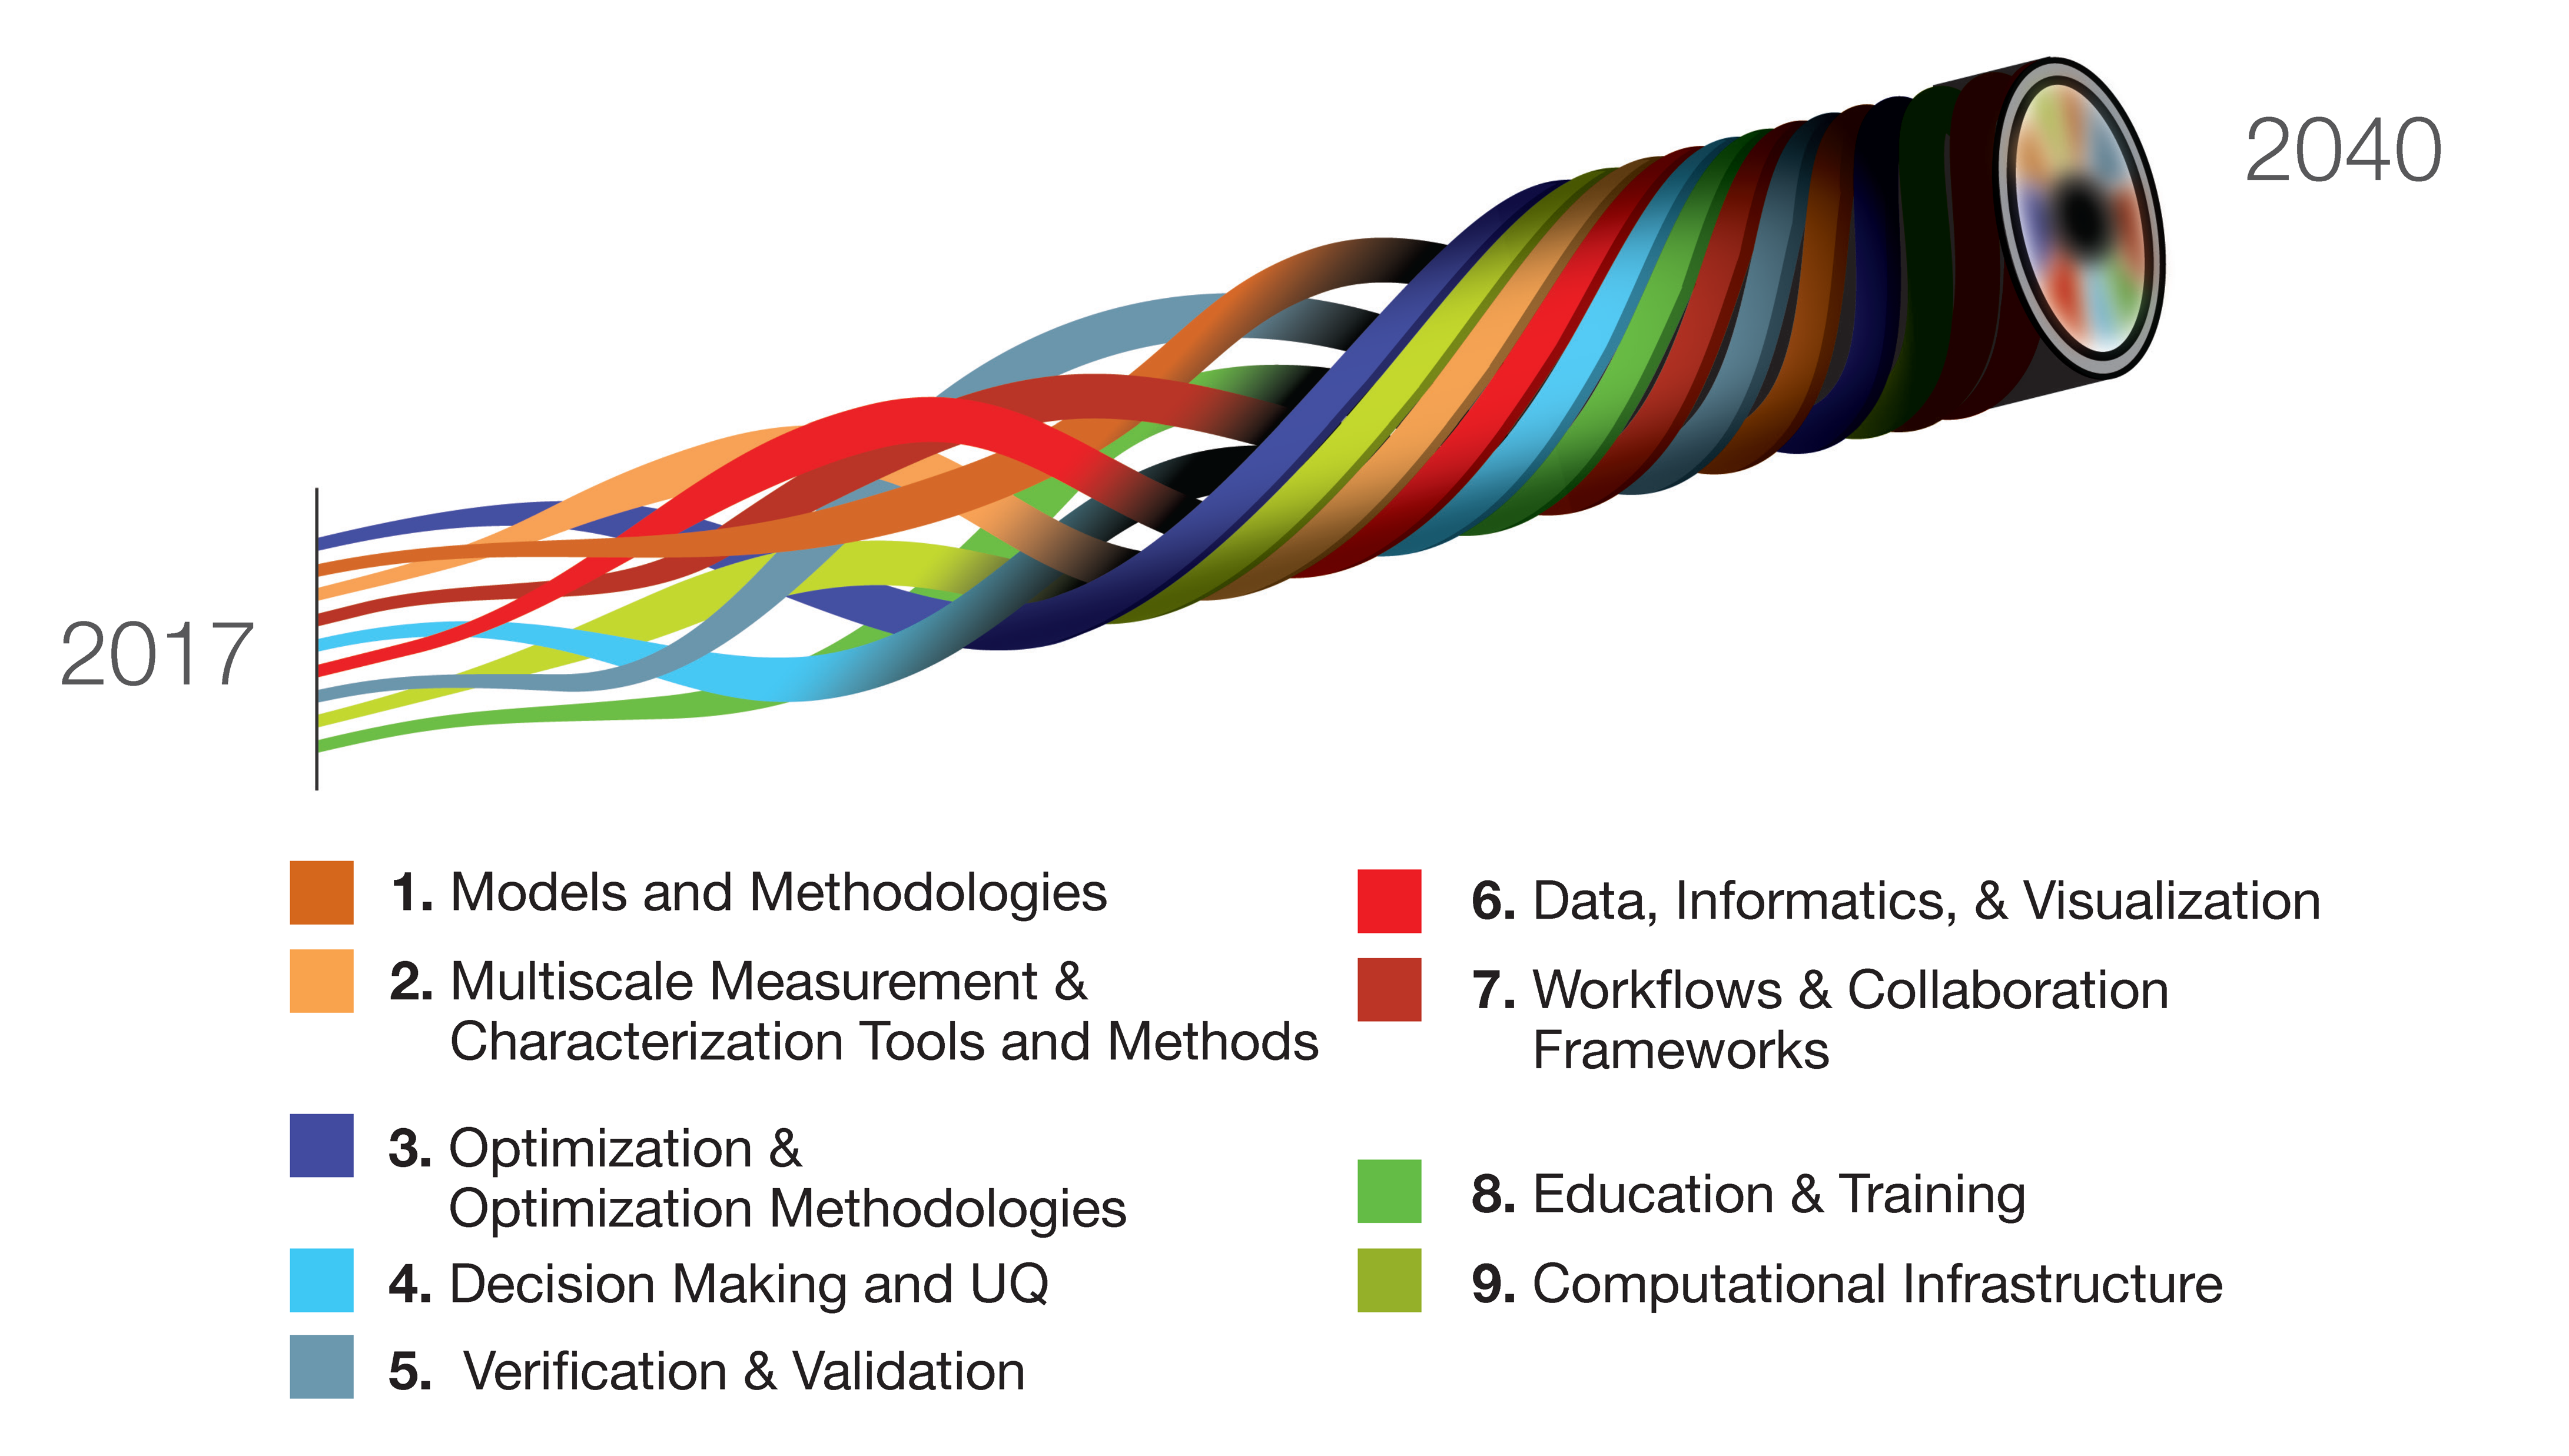 2040
2017
1. Models and Methodologies
2. Multiscale Measurement &
Characterization Tools and Methods
3. Optimization &
Optimization Methodologies
4. Decision Making and UQ
5. Verification & Validation
6. Data, Informatics, & Visualization
7. Workflows & Collaboration
Frameworks
8. Education & Training
9. Computational Infrastructure